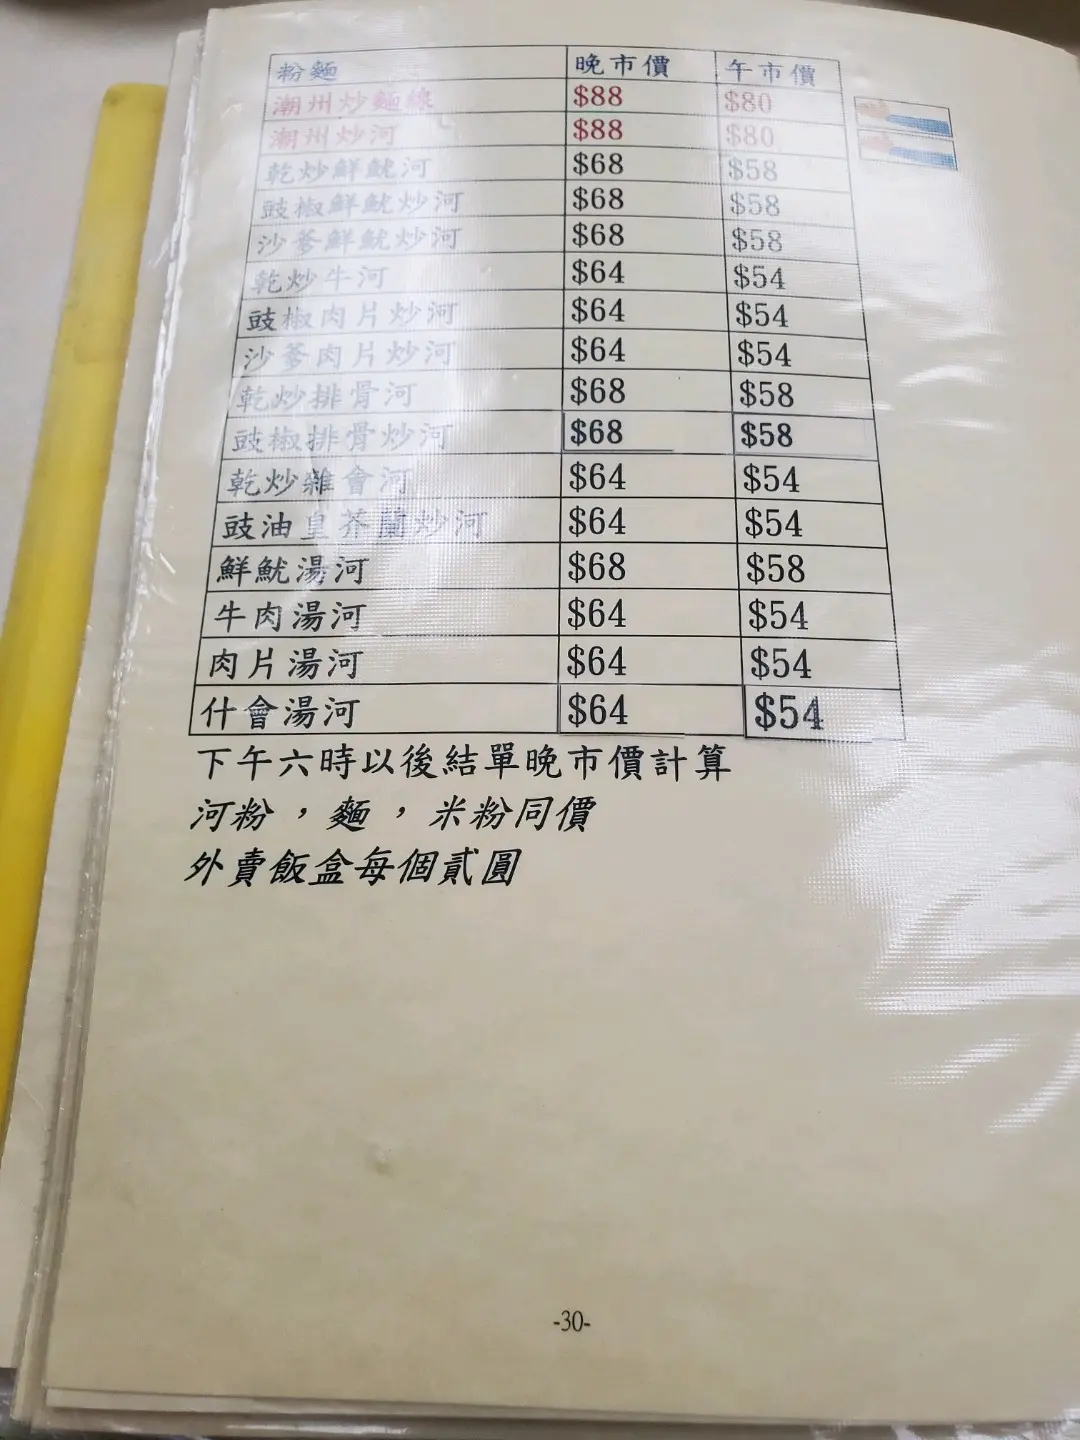 粉麵 晚市價 午市價
潮州炒麵線 $88 $80
潮州炒河 $88 $80
乾炒鮮魷河 $68 $58
豉椒鮮魷炒河 $68 $58
沙爹鮮魷炒河 $68 $58
乾炒牛河 $64 $54
豉椒肉片炒河 $64 $54
沙爹肉片炒河 $64 $54
乾炒排骨河 $68 $58
豉椒排骨炒河 $68 $58
乾炒雜會河 $64 $54
豉油皇芥蘭炒河 $64 $54
鮮魷湯河 $68 $58
牛肉湯河 $64 $54
肉片湯河 $64 $54
什會湯河 $64 $54
下午六時以後結單晚市價計算
河粉，麵，米粉同價
外賣飯盒每個貳圓
-30-